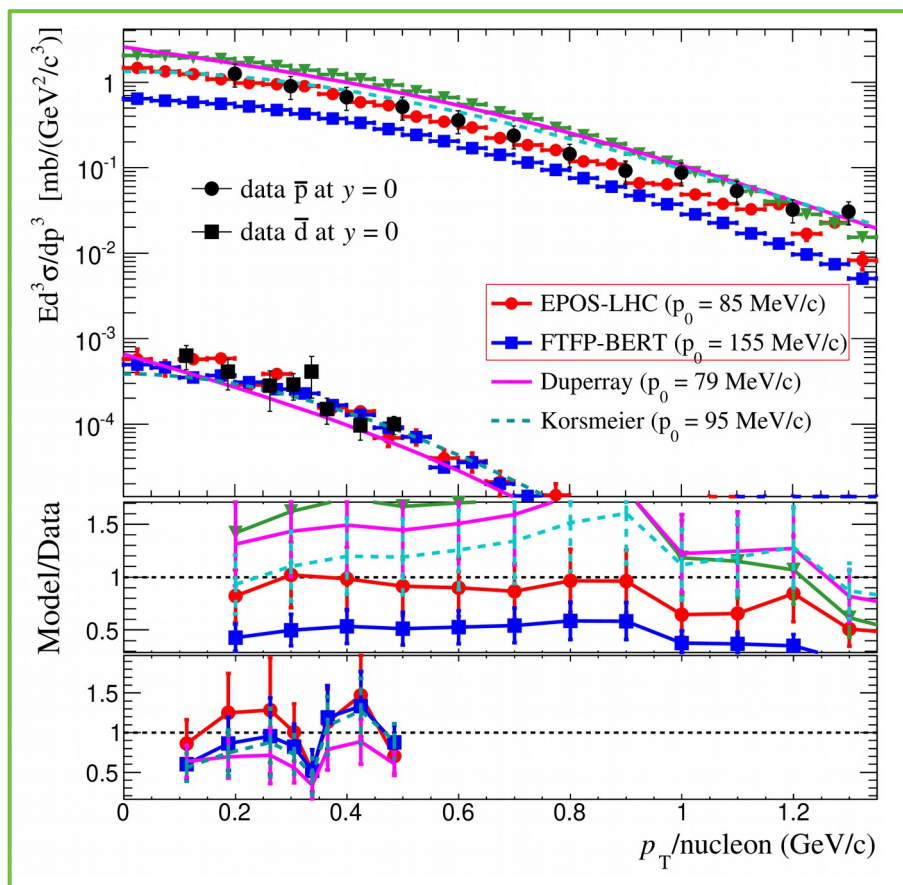 Ed³σ/dp³ [mb/(GeV²/c³)]
1
10⁻¹
10⁻²
10⁻³
10⁻⁴
data p̅ at y = 0
data d̅ at y = 0
EPOS-LHC (p₀ = 85 MeV/c)
FTFP-BERT (p₀ = 155 MeV/c)
Duperray (p₀ = 79 MeV/c)
Korsmeier (p₀ = 95 MeV/c)
Model/Data
1.5
1
0.5
1.5
1
0.5
0 0.2 0.4 0.6 0.8 1 1.2
p_T/nucleon (GeV/c)